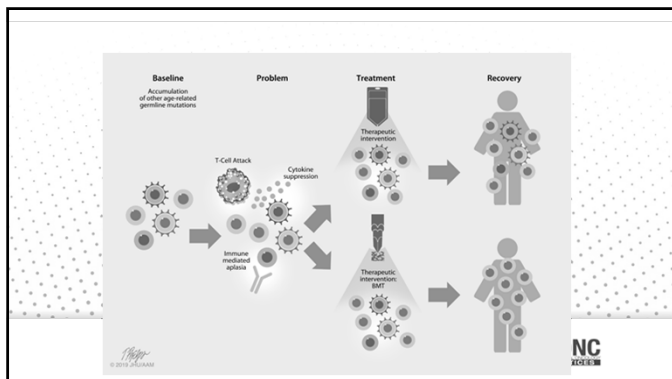 Baseline
Accumulation
of other age-related
germline mutations
Problem
T-Cell Attack
Cytokine
suppression
Immune
mediated
aplasia
Treatment
Therapeutic
intervention
Therapeutic
intervention:
BMT
Recovery
© 2019 JHU/AAM
NC
VICES